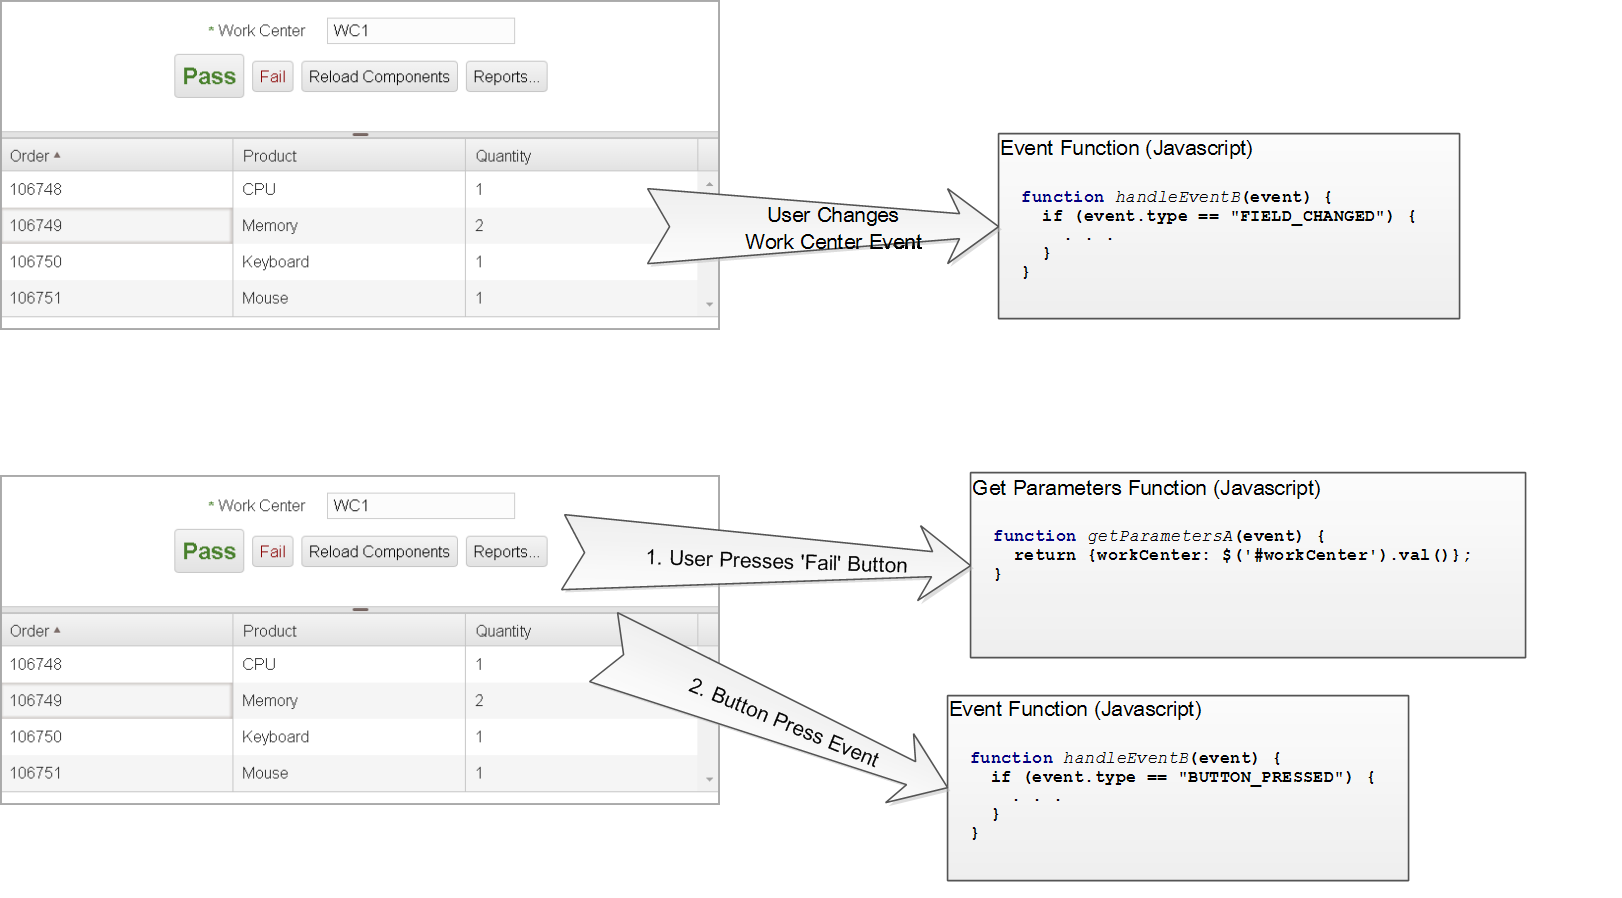 * Work Center WC1
Pass Fail Reload Components Reports...
Order Product Quantity
106748 CPU 1
106749 Memory 2
106750 Keyboard 1
106751 Mouse 1
User Changes
Work Center Event
Event Function (Javascript)
function handleEventB(event) {
if (event.type == "FIELD_CHANGED") {
. . .
}
}
* Work Center WC1
Pass Fail Reload Components Reports...
Order Product Quantity
106748 CPU 1
106749 Memory 2
106750 Keyboard 1
106751 Mouse 1
1. User Presses 'Fail' Button
Get Parameters Function (Javascript)
function getParametersA(event) {
return {workCenter: $('#workCenter').val()};
}
2. Button Press Event
Event Function (Javascript)
function handleEventB(event) {
if (event.type == "BUTTON_PRESSED") {
. . .
}
}